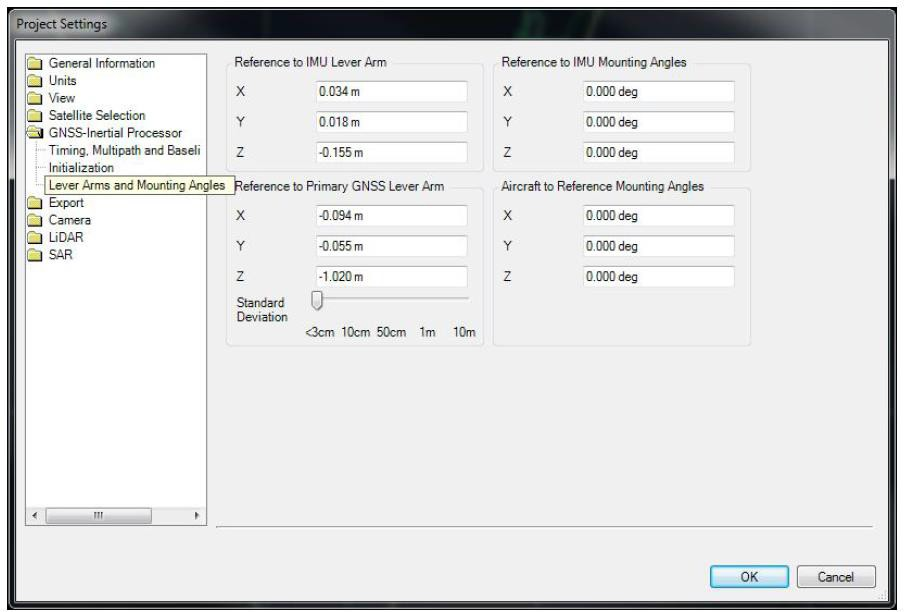 Project Settings
General Information
Units
View
Satellite Selection
GNSS-Inertial Processor
Timing, Multipath and Baseli
Initialization
Lever Arms and Mounting Angles
Export
Camera
LiDAR
SAR
Reference to IMU Lever Arm
X 0.034 m
Y 0.018 m
Z -0.155 m
Reference to IMU Mounting Angles
X 0.000 deg
Y 0.000 deg
Z 0.000 deg
Reference to Primary GNSS Lever Arm
X -0.094 m
Y -0.055 m
Z -1.020 m
Standard
Deviation
<3cm 10cm 50cm 1m 10m
Aircraft to Reference Mounting Angles
X 0.000 deg
Y 0.000 deg
Z 0.000 deg
OK Cancel